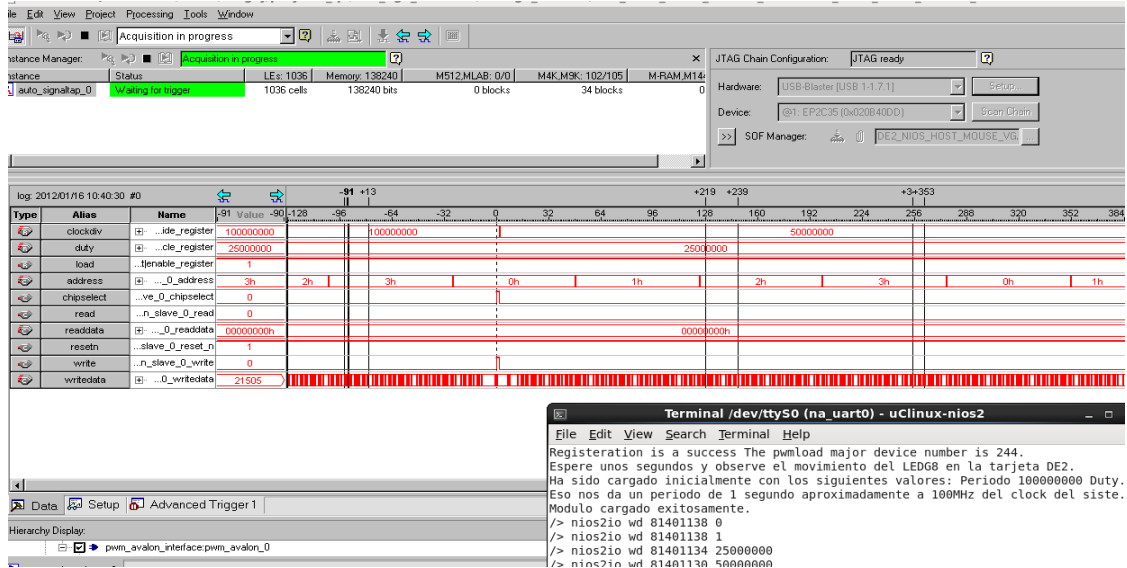 ile Edit View Project Processing Tools Window
Acquisition in progress
nstance Manager: Acquisition in progress
nstance Status LEs: 1036 Memory: 138240 M512,MLAB: 0/0 M4K,M9K: 102/105 M-RAM,M144
auto_signaltap_0 Waiting for trigger 1036 cells 138240 bits 0 blocks 34 blocks 0
JTAG Chain Configuration: JTAG ready
Hardware: USB-Blaster [USB 1-1.7.1] Setup...
Device: @1: EP2C35 (0x020B40DD) Scan Chain
>> SOF Manager: DE2_NIOS_HOST_MOUSE_VG. ...
log: 2012/01/16 10:40:30 #0 -91 +13 +219 +239 +3+353
Type Alias Name -91 Value -90 -128 -96 -64 -32 0 32 64 96 128 160 192 224 256 288 320 352 384
clockdiv ...ide_register 100000000 100000000 50000000
duty ...cle_register 25000000 25000000
load ...t|enable_register 1
address ..._0_address 3h 2h 3h 0h 1h 2h 3h 0h 1h
chipselect ...ve_0_chipselect 0
read ...n_slave_0_read 0
readdata ..._0_readdata 00000000h 00000000h
resetn ...slave_0_reset_n 1
write ...n_slave_0_write 0
writedata ...0_writedata 21505
Data Setup Advanced Trigger 1
Hierarchy Display:
pwm_avalon_interface:pwm_avalon_0
Terminal /dev/ttyS0 (na_uart0) - uClinux-nios2
File Edit View Search Terminal Help
Registeration is a success The pwmload major device number is 244.
Espere unos segundos y observe el movimiento del LEDG8 en la tarjeta DE2.
Ha sido cargado inicialmente con los siguientes valores: Periodo 100000000 Duty.
Eso nos da un periodo de 1 segundo aproximadamente a 100MHz del clock del siste.
Modulo cargado exitosamente.
/> nios2io wd 81401138 0
/> nios2io wd 81401138 1
/> nios2io wd 81401134 25000000
/> nios2io wd 81401130 50000000